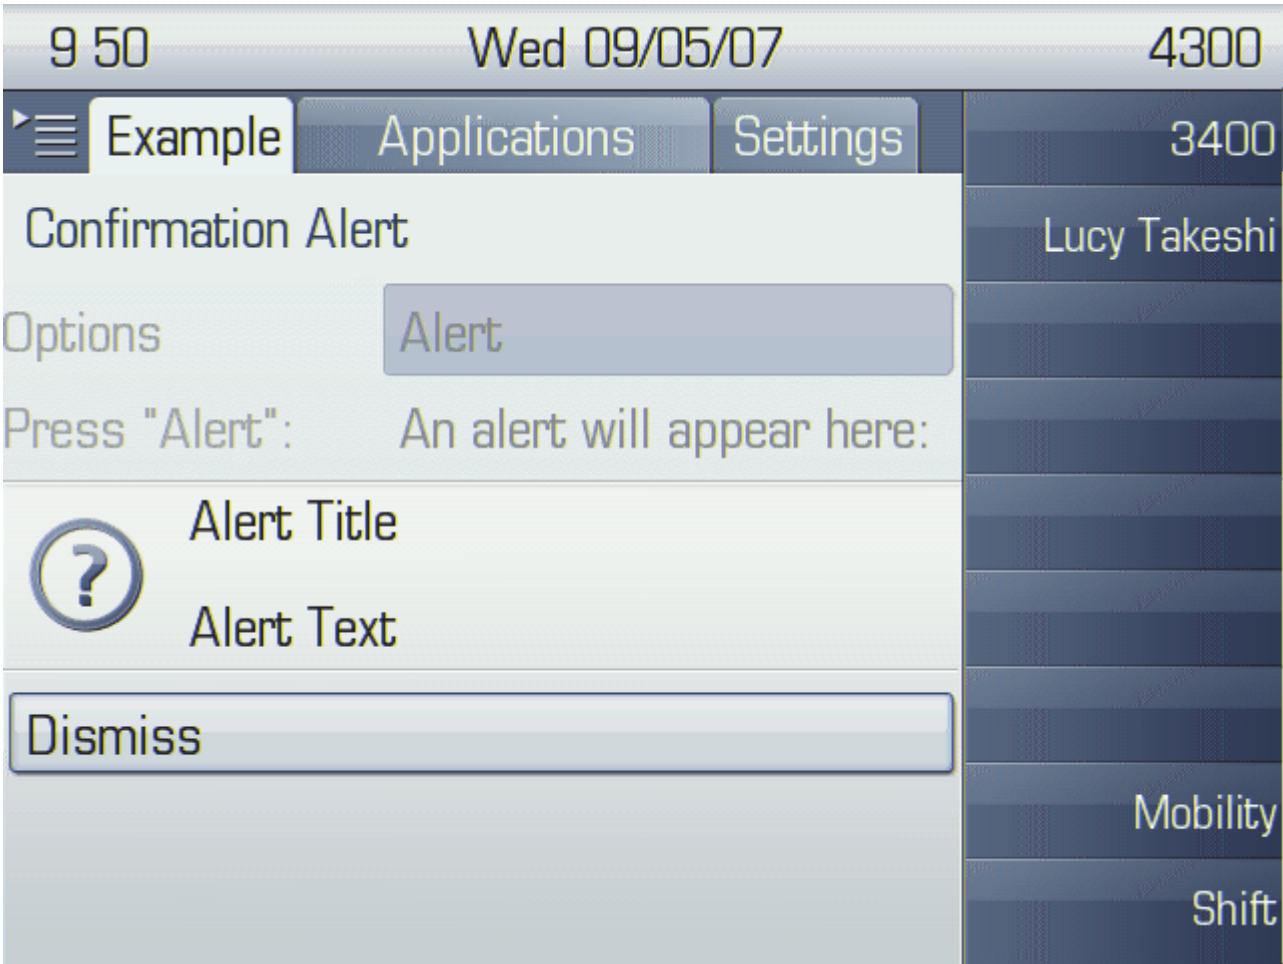 9 50 Wed 09/05/07 4300
Example Applications Settings
3400
Confirmation Alert
Lucy Takeshi
Options Alert
Press "Alert": An alert will appear here:
? Alert Title
Alert Text
Dismiss
Mobility
Shift